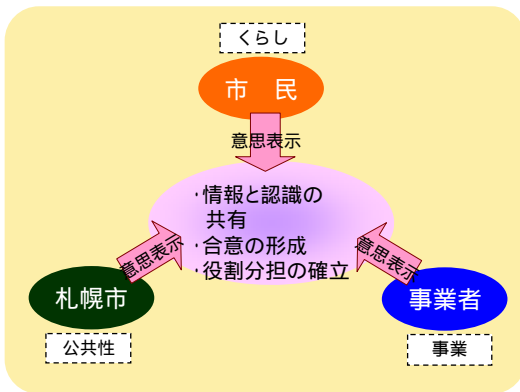 くらし
市　民
意思表示
・情報と認識の
共有
・合意の形成
・役割分担の確立
意思表示
意思表示
札幌市
事業者
公共性
事業